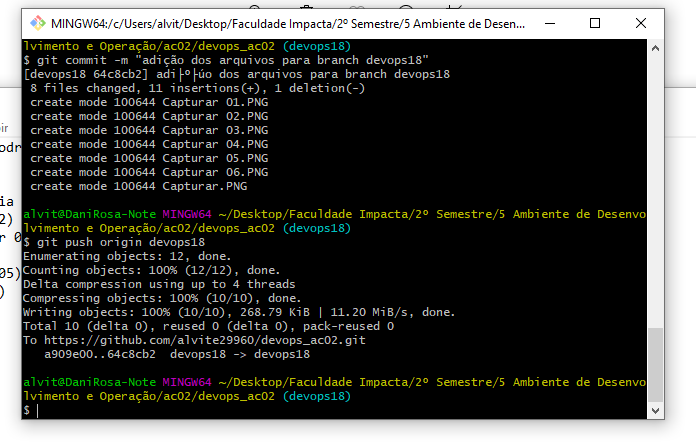 MINGW64:/c/Users/alvit/Desktop/Faculdade Impacta/2º Semestre/5 Ambiente de Desen...
lvimento e Operação/ac02/devops_ac02 (devops18)
$ git commit -m "adição dos arquivos para branch devops18"
[devops18 64c8cb2] adi├º├úo dos arquivos para branch devops18
8 files changed, 11 insertions(+), 1 deletion(-)
create mode 100644 Capturar 01.PNG
create mode 100644 Capturar 02.PNG
create mode 100644 Capturar 03.PNG
create mode 100644 Capturar 04.PNG
create mode 100644 Capturar 05.PNG
create mode 100644 Capturar 06.PNG
create mode 100644 Capturar.PNG
alvit@DaniRosa-Note MINGW64 ~/Desktop/Faculdade Impacta/2º Semestre/5 Ambiente de Desenvo
lvimento e Operação/ac02/devops_ac02 (devops18)
$ git push origin devops18
Enumerating objects: 12, done.
Counting objects: 100% (12/12), done.
Delta compression using up to 4 threads
Compressing objects: 100% (10/10), done.
Writing objects: 100% (10/10), 268.79 KiB | 11.20 MiB/s, done.
Total 10 (delta 0), reused 0 (delta 0), pack-reused 0
To https://github.com/alvite29960/devops_ac02.git
a909e00..64c8cb2  devops18 -> devops18
alvit@DaniRosa-Note MINGW64 ~/Desktop/Faculdade Impacta/2º Semestre/5 Ambiente de Desenvo
lvimento e Operação/ac02/devops_ac02 (devops18)
$
bir
odr
ia
2)
r 0
05)
)